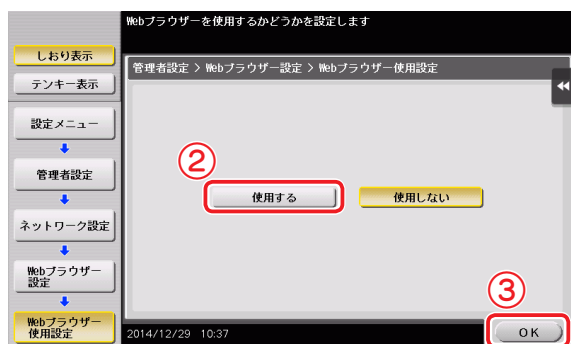 Webブラウザーを使用するかどうかを設定します
しおり表示
テンキー表示
設定メニュー
管理者設定
ネットワーク設定
Webブラウザー
設定
Webブラウザー
使用設定
管理者設定 > Webブラウザー設定 > Webブラウザー使用設定
②
使用する
使用しない
③
2014/12/29 10:37
OK